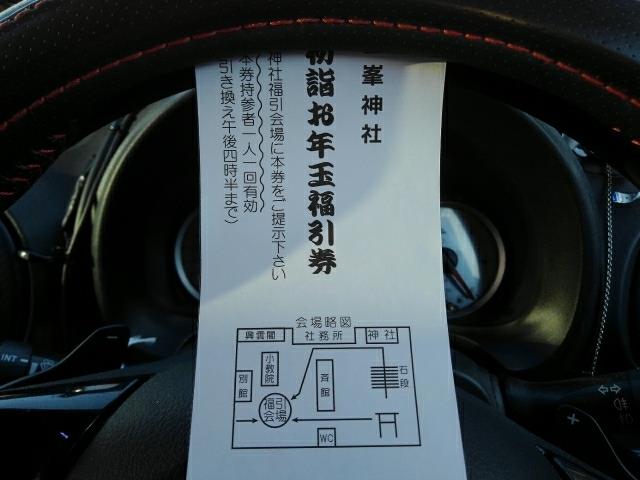 峯神社
初詣お年玉福引券
神社福引会場に本券をご提示下さい
本券持参者一人一回有効
引き換え午後四時半まで)
会場略図
興雲閣
社務所
神社
小教院
別館
斉館
石段
福引会場
WC
INT